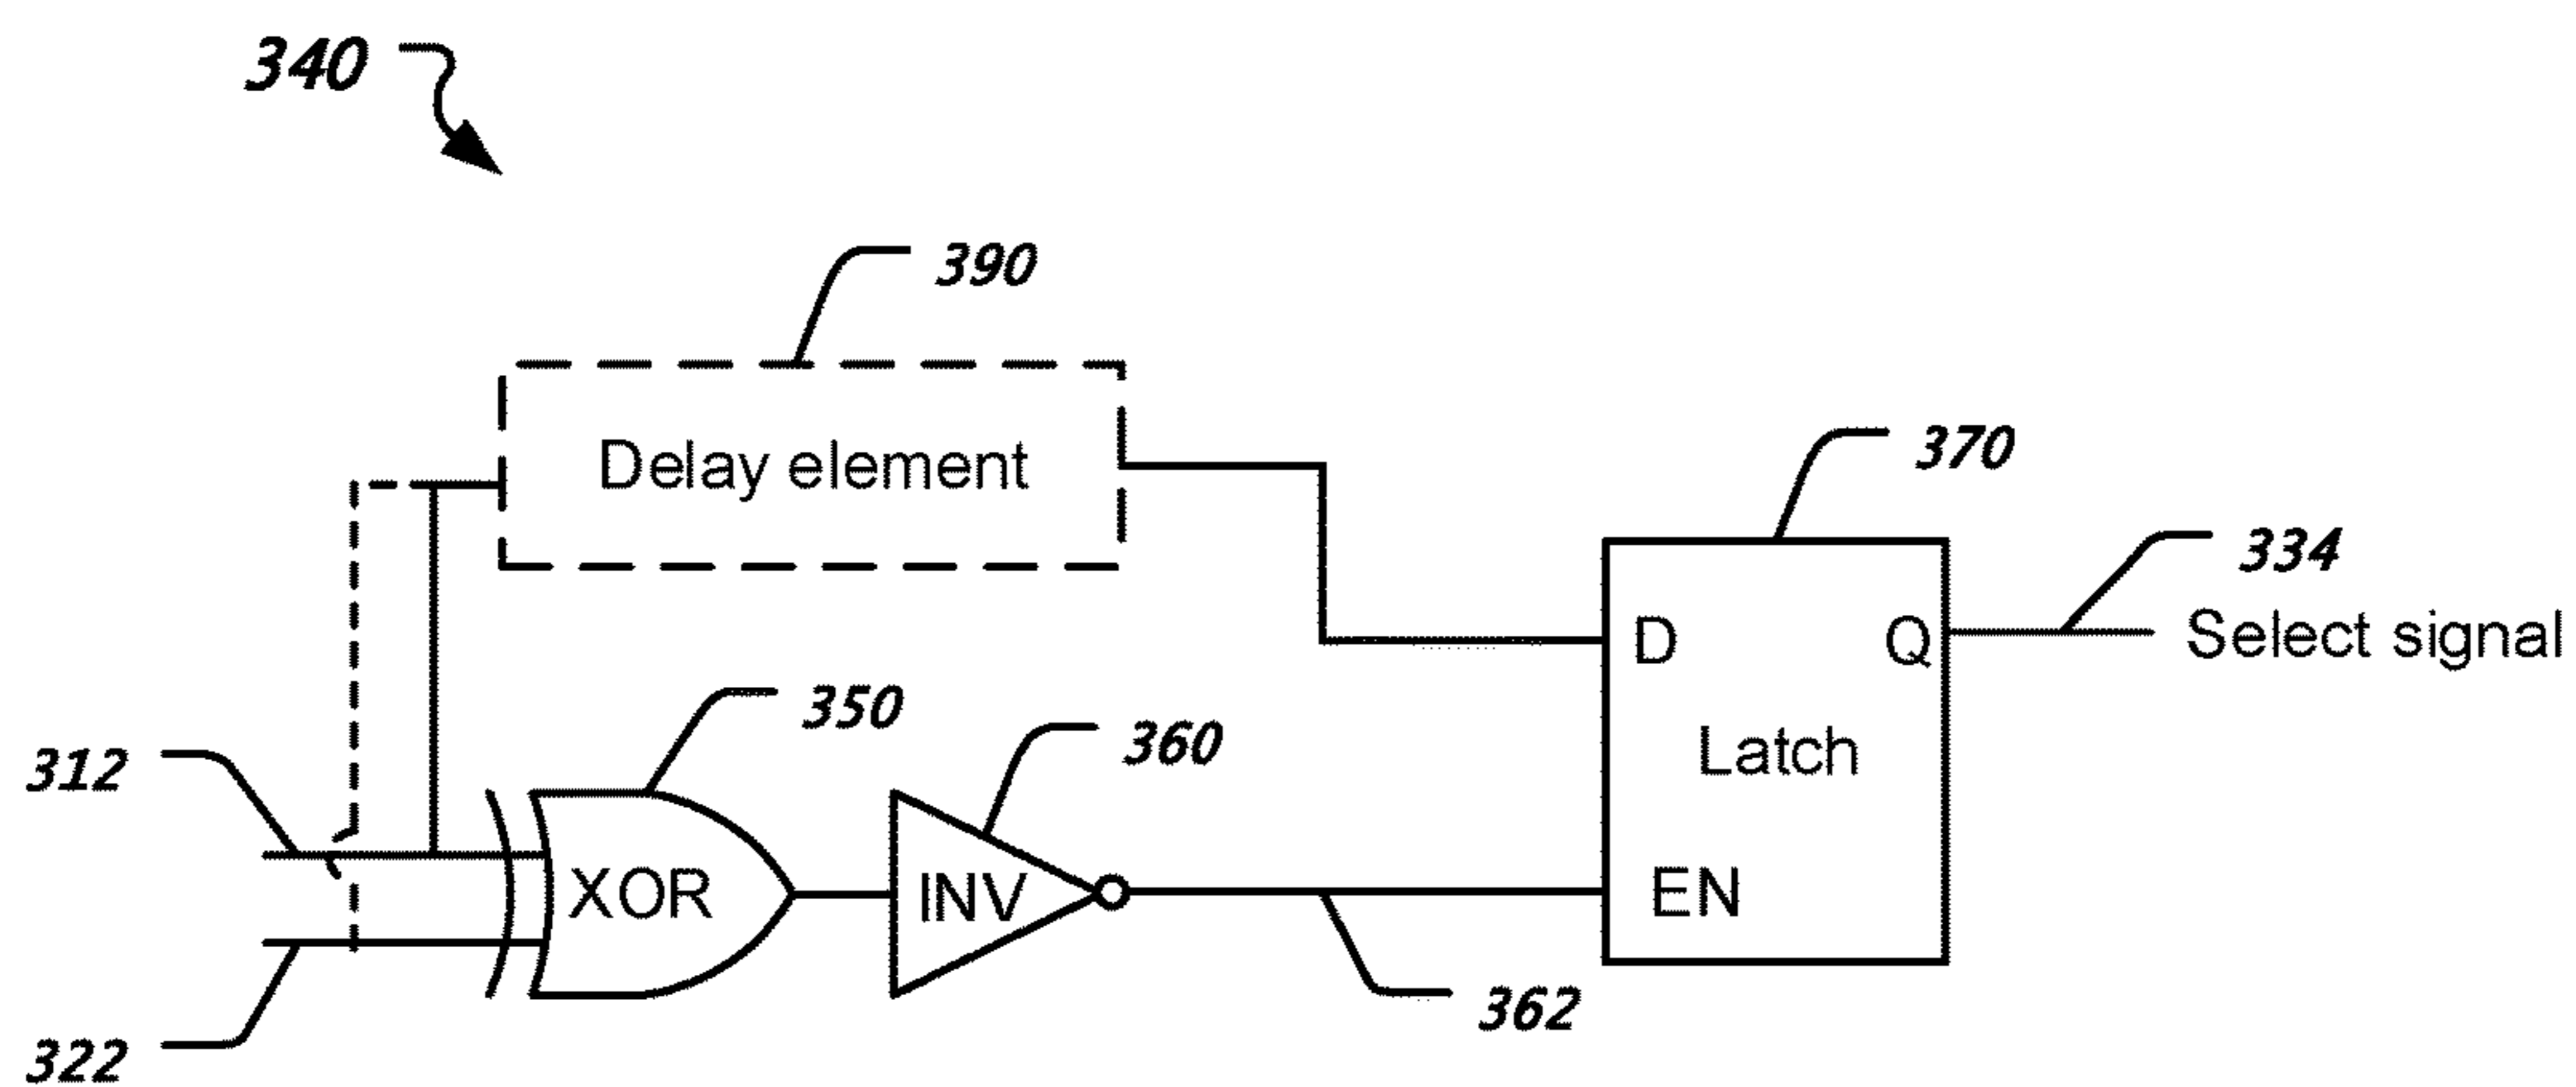 340
390
Delay element
370
334
D
Q
Select signal
350
360
312
Latch
XOR
INV
EN
362
322